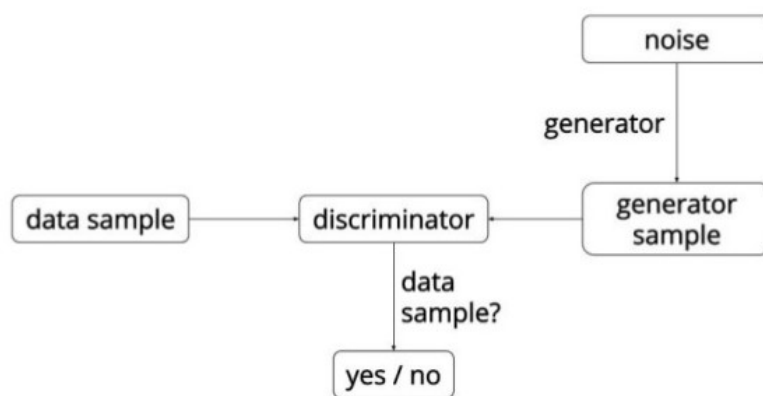 noise
generator
data sample
discriminator
generator
sample
data
sample?
yes / no